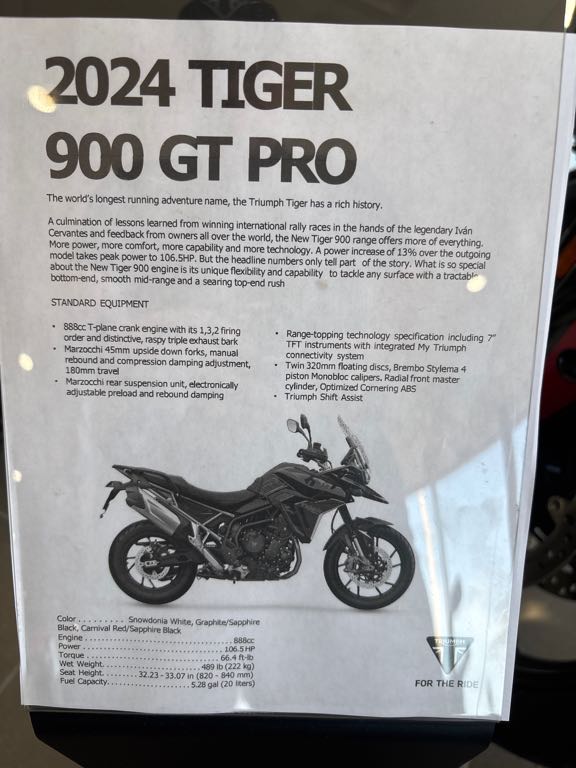 2024 TIGER
900 GT PRO
The world's longest running adventure name, the Triumph Tiger has a rich history.
A culmination of lessons learned from winning international rally races in the hands of the legendary Iván
Cervantes and feedback from owners all over the world, the New Tiger 900 range offers more of everything.
More power, more comfort, more capability and more technology. A power increase of 13% over the outgoing
model takes peak power to 106.5HP. But the headline numbers only tell part of the story. What is so special
about the New Tiger 900 engine is its unique flexibility and capability to tackle any surface with a tractable
bottom-end, smooth mid-range and a searing top-end rush
STANDARD EQUIPMENT
• 888cc T-plane crank engine with its 1,3,2 firing
order and distinctive, raspy triple exhaust bark
• Marzocchi 45mm upside down forks, manual
rebound and compression damping adjustment,
180mm travel
• Marzocchi rear suspension unit, electronically
adjustable preload and rebound damping
• Range-topping technology specification including 7"
TFT instruments with integrated My Triumph
connectivity system
• Twin 320mm floating discs, Brembo Stylema 4
piston Monobloc calipers. Radial front master
cylinder, Optimized Cornering ABS
• Triumph Shift Assist
Color ......... Snowdonia White, Graphite/Sapphire
Black, Carnival Red/Sapphire Black
Engine ................................ 888cc
Power ................................ 106.5 HP
Torque ............................... 66.4 ft-lb
Wet Weight....................... 489 lb (222 kg)
Seat Height........ 32.23 - 33.07 in (820 - 840 mm)
Fuel Capacity.................... 5.28 gal (20 liters)
TRIUMPH
FOR THE RIDE